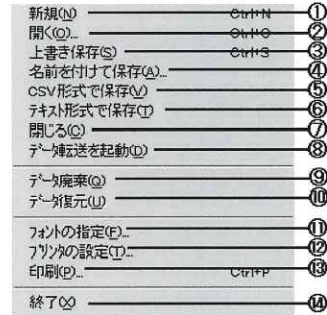 新規(N) Ctrl+N ①
開く(O)... Ctrl+O ②
上書き保存(S) Ctrl+S ③
名前を付けて保存(A)... ④
CSV形式で保存(V) ⑤
テキスト形式で保存(T) ⑥
閉じる(C) ⑦
データ転送を起動(D) ⑧
データ廃棄(Q) ⑨
データ復元(U) ⑩
フォントの指定(F)... ⑪
プリンタの設定(T)... ⑫
印刷(P)... Ctrl+P ⑬
終了(X) ⑭